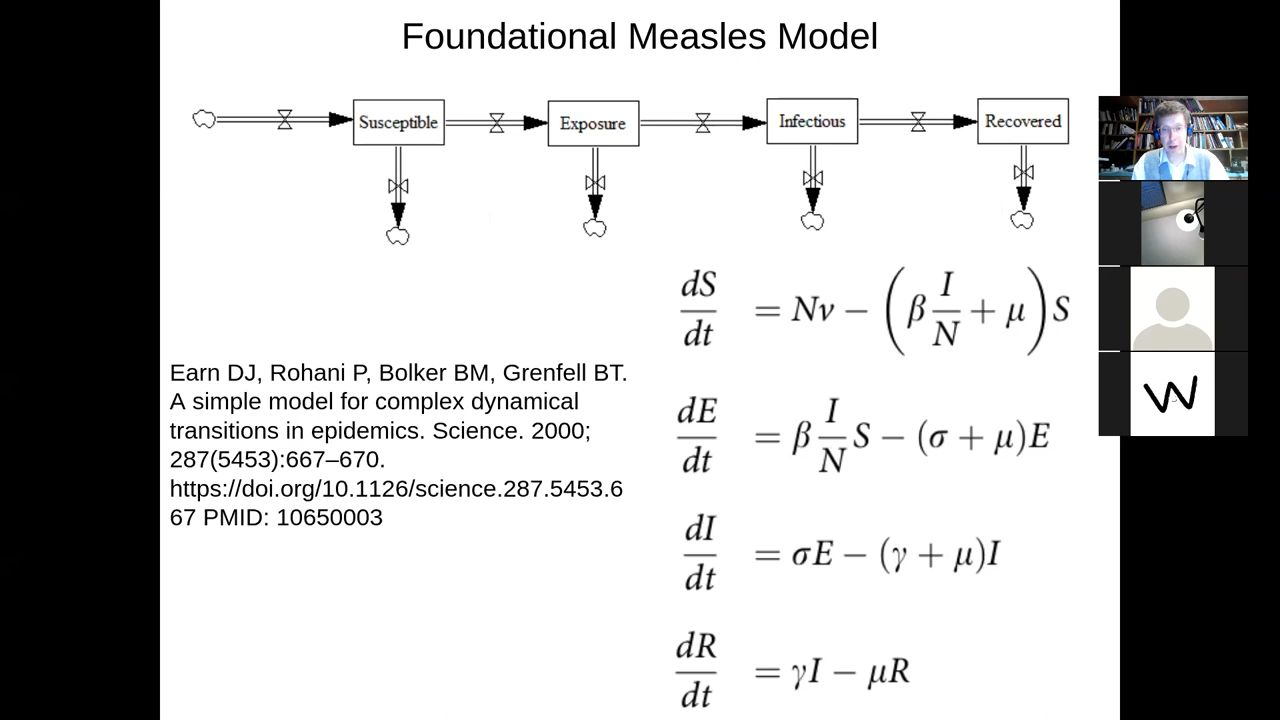 Foundational Measles Model
Susceptible
Exposure
Infectious
Recovered
dS/dt = Nν − (β I/N + μ)S
Earn DJ, Rohani P, Bolker BM, Grenfell BT.
A simple model for complex dynamical
transitions in epidemics. Science. 2000;
287(5453):667–670.
https://doi.org/10.1126/science.287.5453.6
67 PMID: 10650003
dE/dt = β I/N S − (σ + μ)E
dI/dt = σE − (γ + μ)I
dR/dt = γI − μR
W